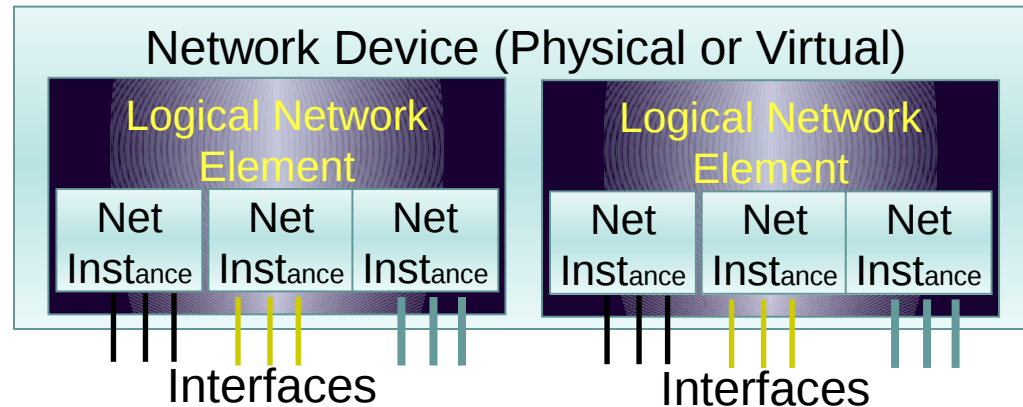 Network Device (Physical or Virtual)
Logical Network
Element
Net
Instance
Net
Instance
Net
Instance
Interfaces
Logical Network
Element
Net
Instance
Net
Instance
Net
Instance
Interfaces